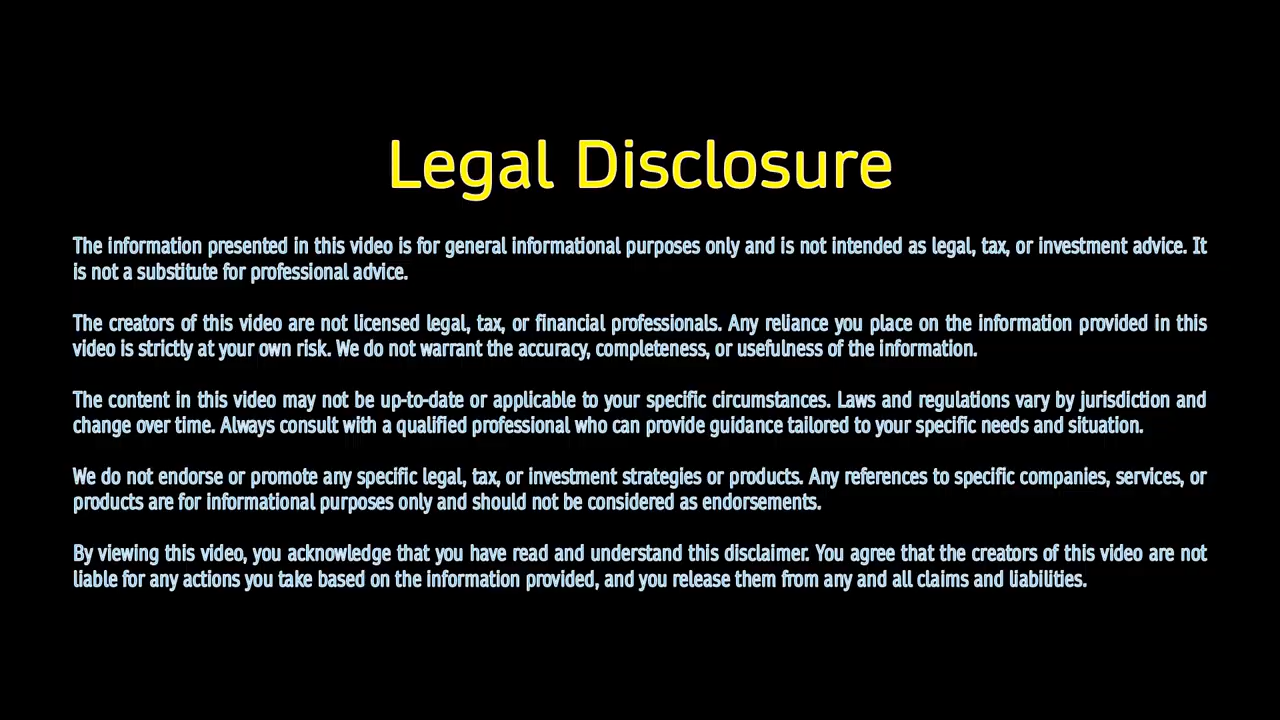 Legal Disclosure
The information presented in this video is for general informational purposes only and is not intended as legal, tax, or investment advice. It
is not a substitute for professional advice.
The creators of this video are not licensed legal, tax, or financial professionals. Any reliance you place on the information provided in this
video is strictly at your own risk. We do not warrant the accuracy, completeness, or usefulness of the information.
The content in this video may not be up-to-date or applicable to your specific circumstances. Laws and regulations vary by jurisdiction and
change over time. Always consult with a qualified professional who can provide guidance tailored to your specific needs and situation.
We do not endorse or promote any specific legal, tax, or investment strategies or products. Any references to specific companies, services, or
products are for informational purposes only and should not be considered as endorsements.
By viewing this video, you acknowledge that you have read and understand this disclaimer. You agree that the creators of this video are not
liable for any actions you take based on the information provided, and you release them from any and all claims and liabilities.